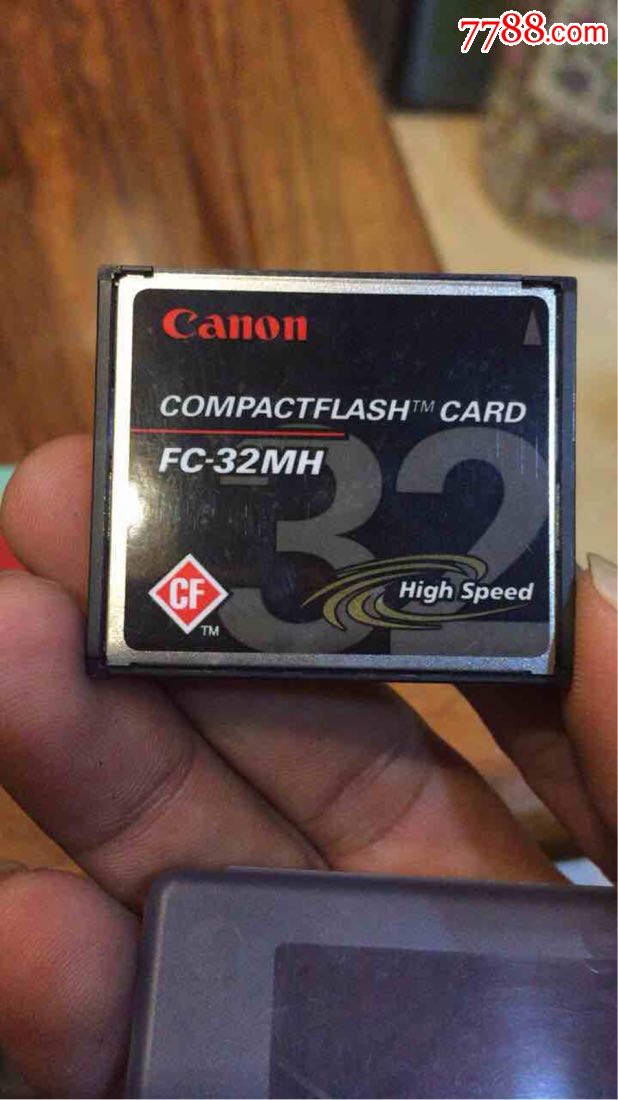 7788.com
Canon
COMPACTFLASH™ CARD
FC-32MH
32
CF
TM
High Speed